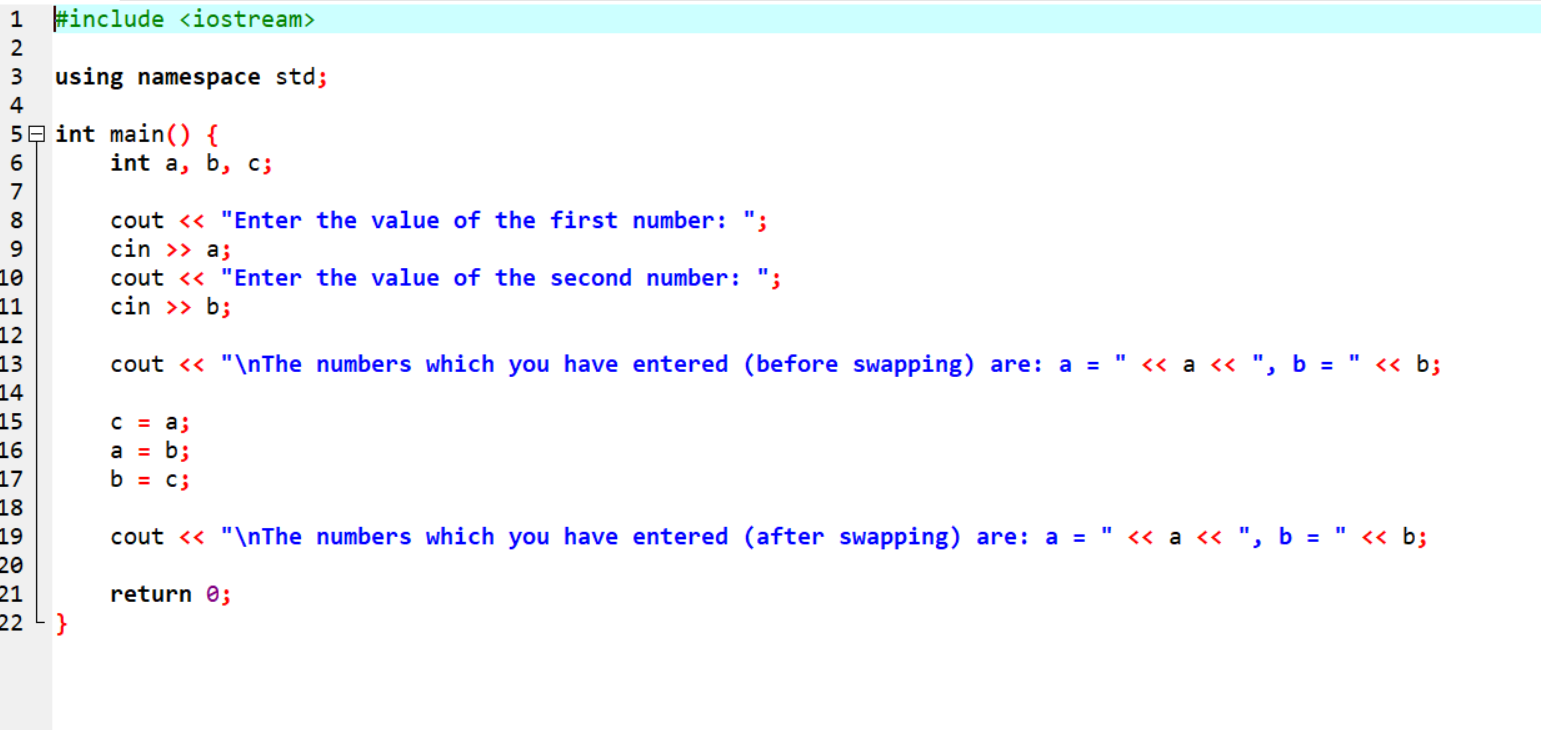 1 #include <iostream>
2
3 using namespace std;
4
5 int main() {
6 int a, b, c;
7
8 cout << "Enter the value of the first number: ";
9 cin >> a;
10 cout << "Enter the value of the second number: ";
11 cin >> b;
12
13 cout << "\nThe numbers which you have entered (before swapping) are: a = " << a << ", b = " << b;
14
15 c = a;
16 a = b;
17 b = c;
18
19 cout << "\nThe numbers which you have entered (after swapping) are: a = " << a << ", b = " << b;
20
21 return 0;
22 }